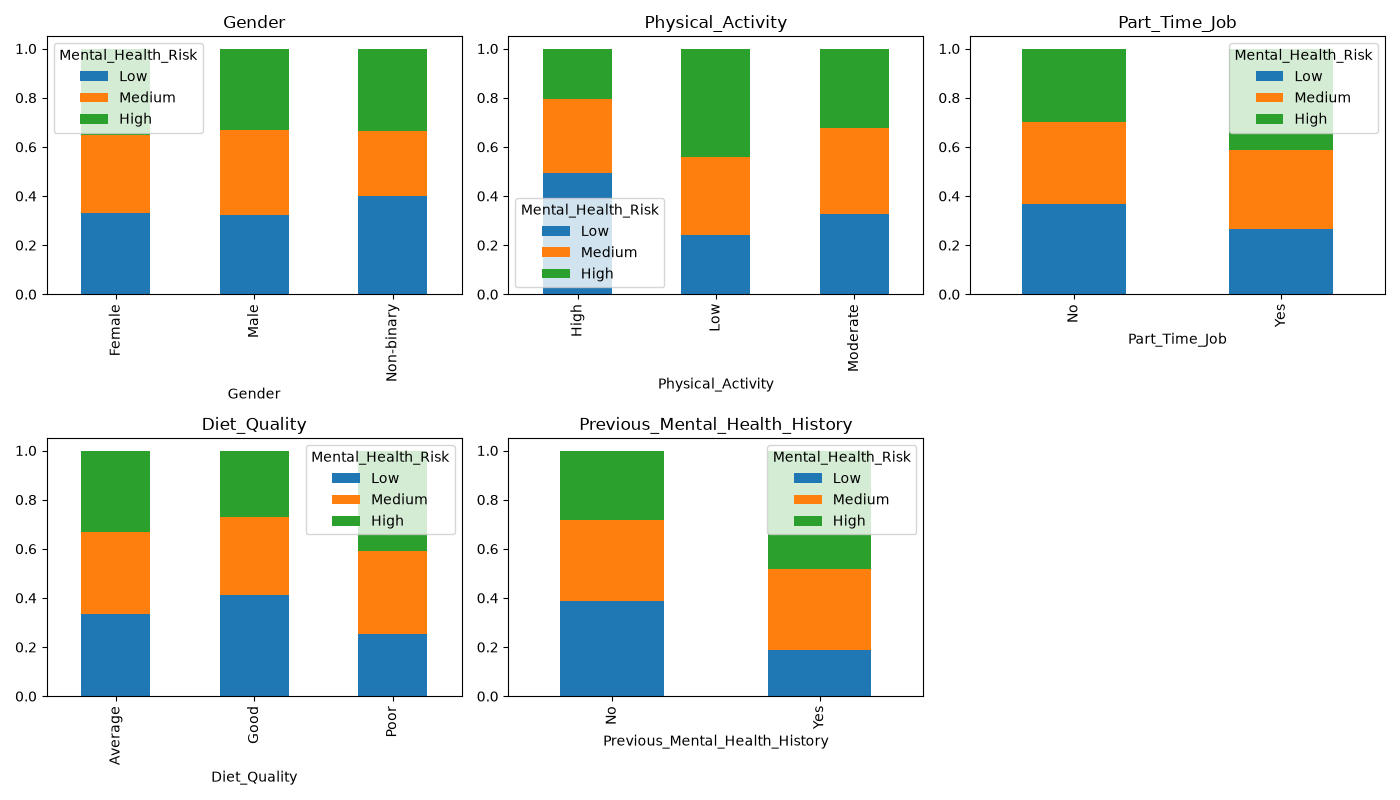 Gender
Physical_Activity
Part_Time_Job
1.0
0.8
0.6
0.4
0.2
0.0
Mental_Health_Risk
Low
Medium
High
Female
Male
Non-binary
Gender
1.0
0.8
0.6
0.4
0.2
0.0
Mental_Health_Risk
Low
Medium
High
High
Low
Moderate
Physical_Activity
1.0
0.8
0.6
0.4
0.2
0.0
Mental_Health_Risk
Low
Medium
High
No
Yes
Part_Time_Job
Diet_Quality
Previous_Mental_Health_History
1.0
0.8
0.6
0.4
0.2
0.0
Mental_Health_Risk
Low
Medium
High
Average
Good
Poor
Diet_Quality
1.0
0.8
0.6
0.4
0.2
0.0
Mental_Health_Risk
Low
Medium
High
No
Yes
Previous_Mental_Health_History